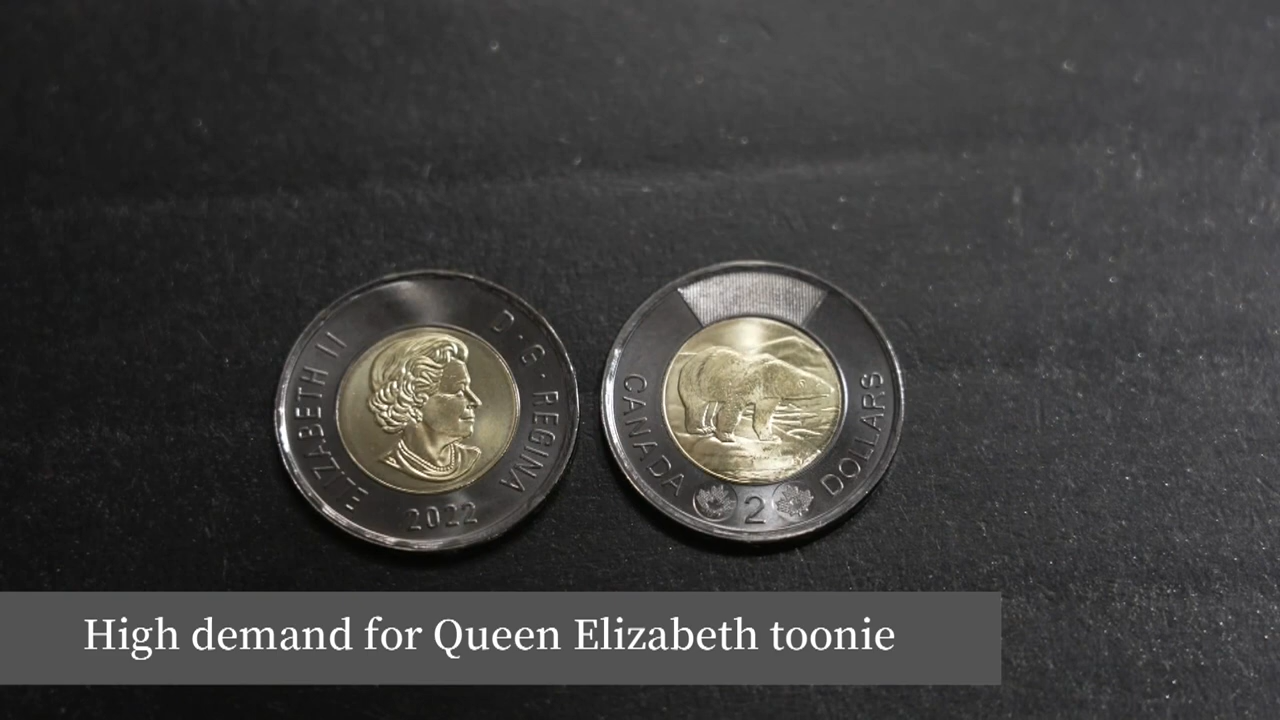 ELIZABETH II
D·G·REGINA
2022
CANADA
2
DOLLARS
High demand for Queen Elizabeth toonie